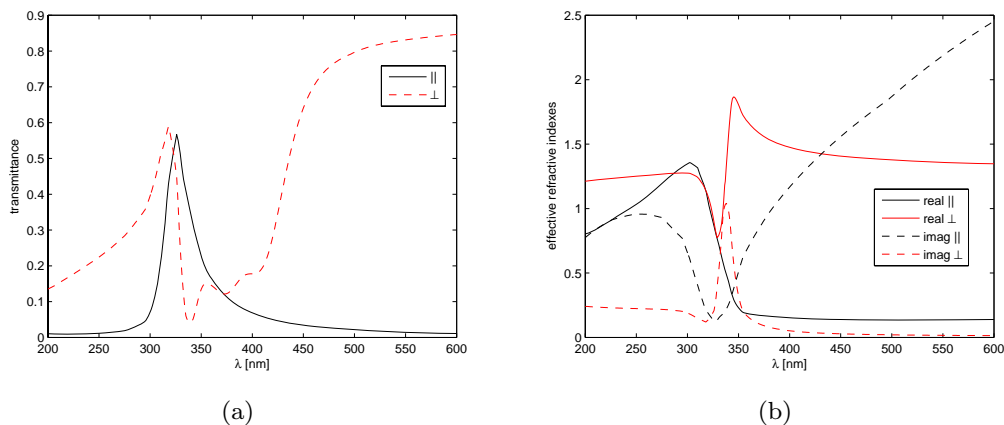 0.9
0.8
0.7
0.6
0.5
0.4
0.3
0.2
0.1
0
transmittance
||
⊥
200 250 300 350 400 450 500 550 600
λ [nm]
(a)
2.5
2
1.5
1
0.5
0
effective refractive indexes
real ||
real ⊥
imag ||
imag ⊥
200 250 300 350 400 450 500 550 600
λ [nm]
(b)